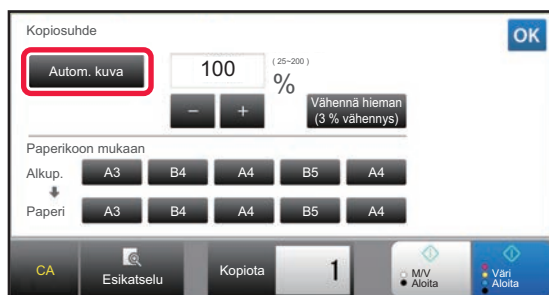 Kopiosuhde
OK
Autom. kuva
100
(25~200)
%
− +
Vähennä hieman
(3 % vähennys)
Paperikoon mukaan
Alkup. A3 B4 A4 B5 A4
Paperi A3 B4 A4 B5 A4
CA
Esikatselu
Kopiota
1
M/V
Aloita
Väri
Aloita